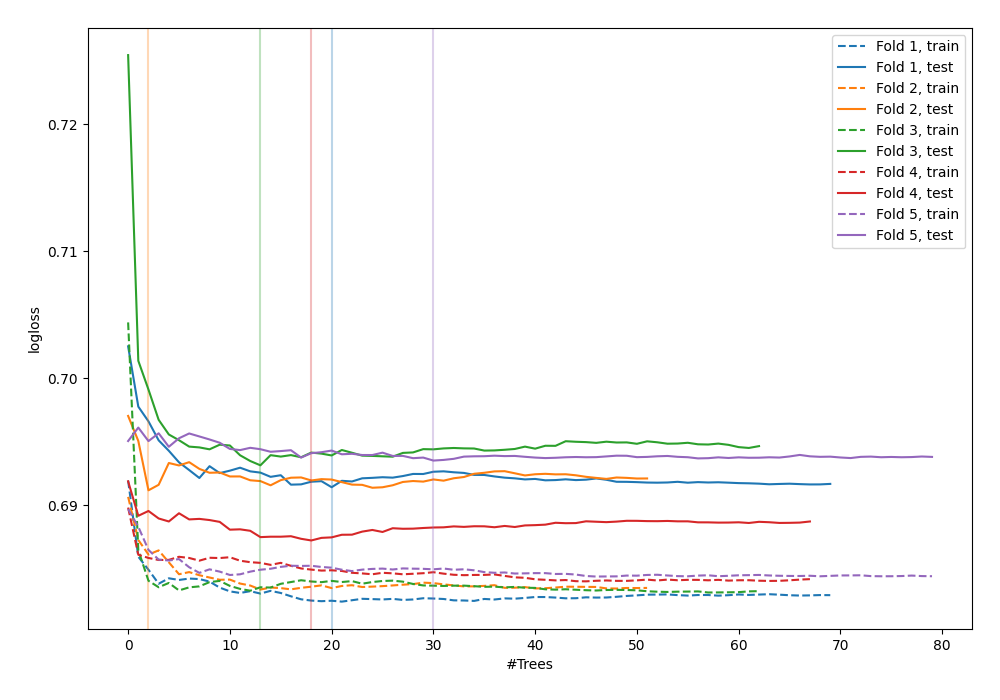 0.72
0.71
0.70
0.69
logloss
0
10
20
30
40
50
60
70
80
#Trees
Fold 1, train
Fold 1, test
Fold 2, train
Fold 2, test
Fold 3, train
Fold 3, test
Fold 4, train
Fold 4, test
Fold 5, train
Fold 5, test